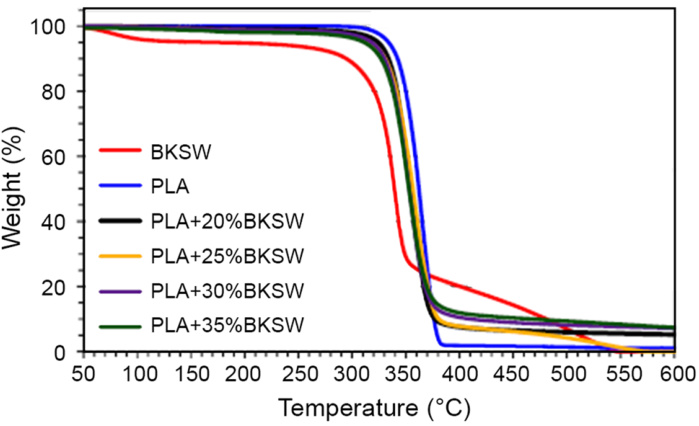 Weight (%)
100
80
60
40
20
0
BKSW
PLA
PLA+20%BKSW
PLA+25%BKSW
PLA+30%BKSW
PLA+35%BKSW
50 100 150 200 250 300 350 400 450 500 550 600
Temperature (°C)